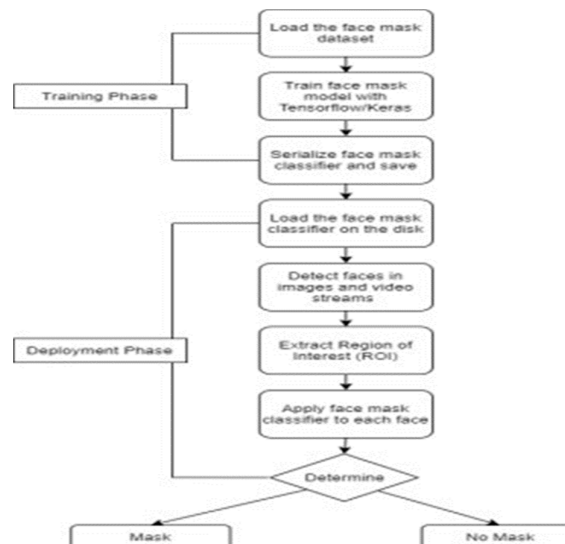 Load the face mask
dataset
Training Phase
Train face mask
model with
Tensorflow/Keras
Serialize face mask
classifier and save
Load the face mask
classifier on the disk
Detect faces in
images and video
streams
Deployment Phase
Extract Region of
Interest (ROI)
Apply face mask
classifier to each face
Determine
Mask
No Mask